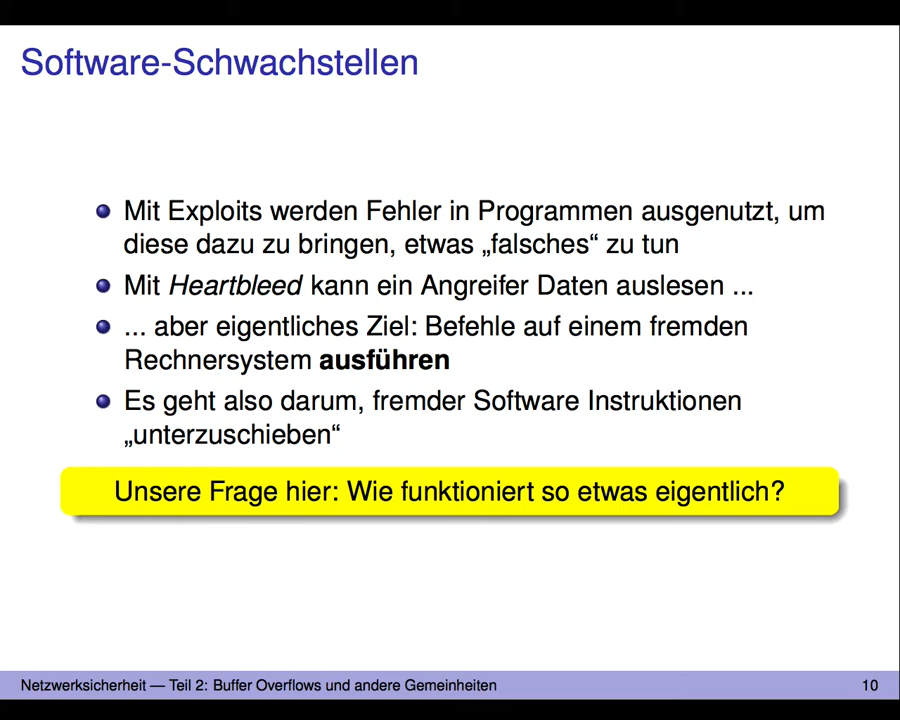 Software-Schwachstellen
Mit Exploits werden Fehler in Programmen ausgenutzt, um
diese dazu zu bringen, etwas „falsches“ zu tun
Mit Heartbleed kann ein Angreifer Daten auslesen ...
... aber eigentliches Ziel: Befehle auf einem fremden
Rechnersystem ausführen
Es geht also darum, fremder Software Instruktionen
„unterzuschieben“
Unsere Frage hier: Wie funktioniert so etwas eigentlich?
Netzwerksicherheit — Teil 2: Buffer Overflows und andere Gemeinheiten 10